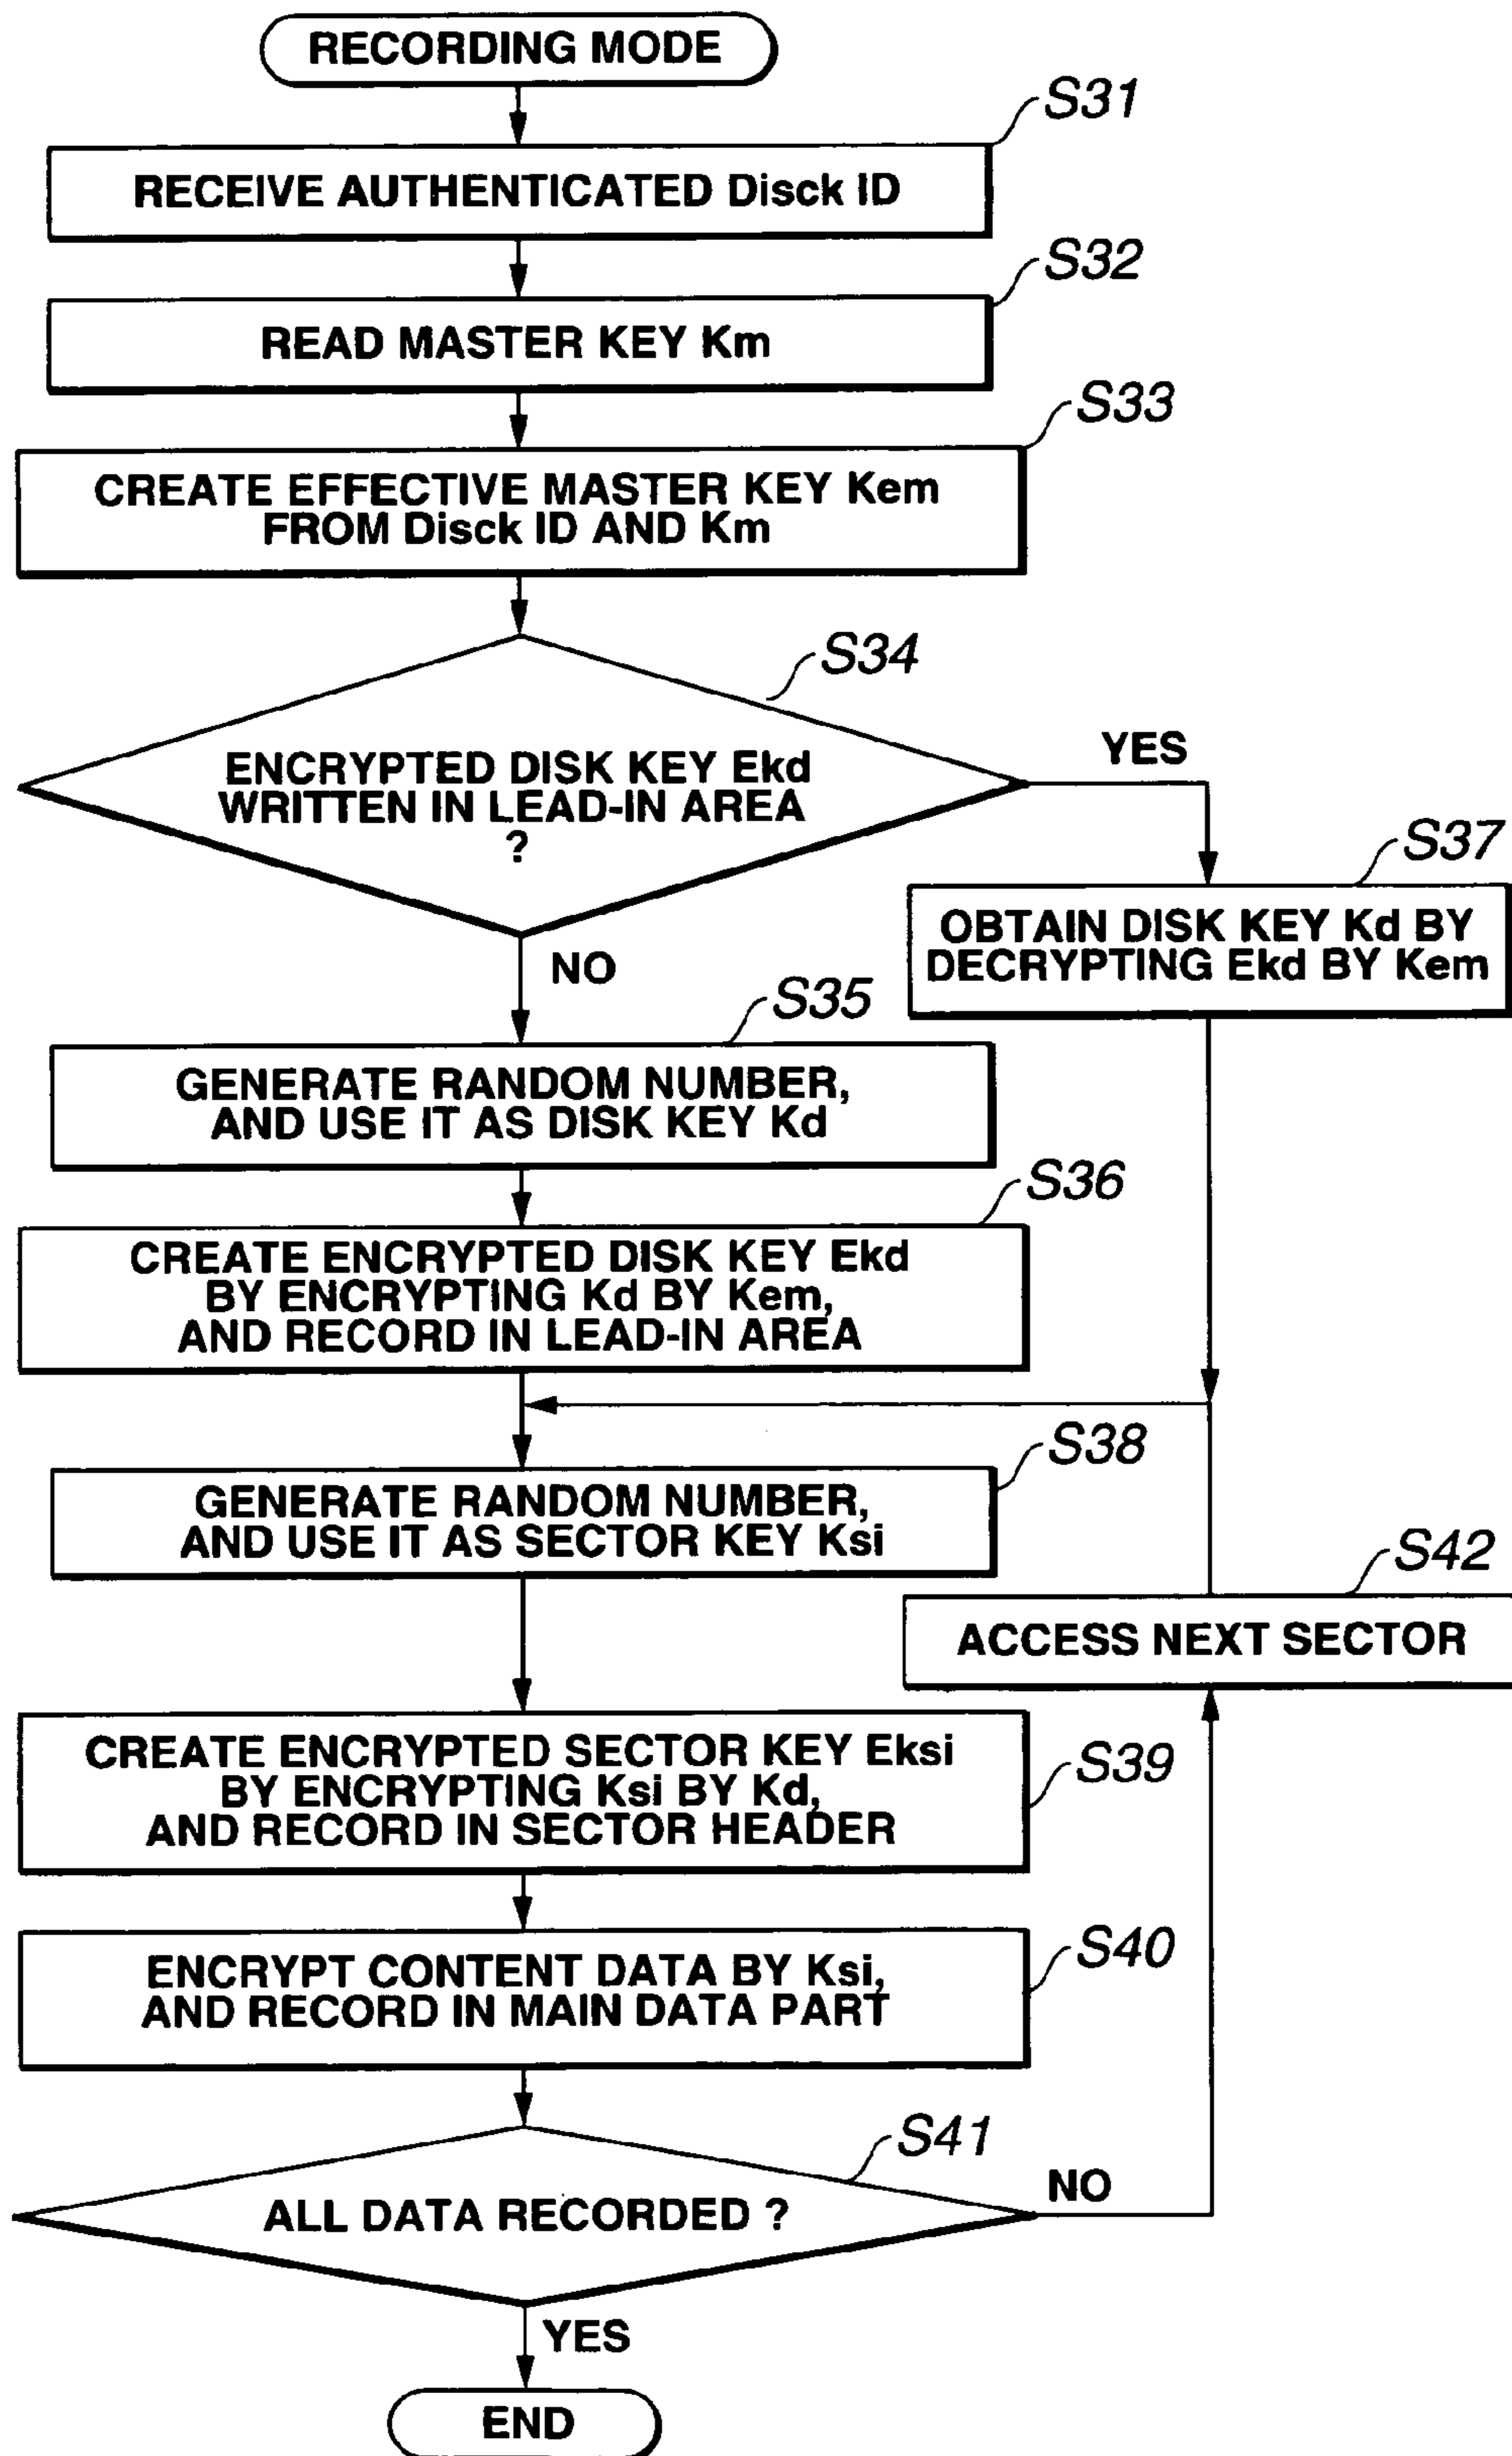 RECORDING MODE
S31
RECEIVE AUTHENTICATED Disck ID
S32
READ MASTER KEY Km
S33
CREATE EFFECTIVE MASTER KEY Kem
FROM Disck ID AND Km
S34
ENCRYPTED DISK KEY Ekd
WRITTEN IN LEAD-IN AREA
?
YES
S37
OBTAIN DISK KEY Kd BY
DECRYPTING Ekd BY Kem
NO
S35
GENERATE RANDOM NUMBER,
AND USE IT AS DISK KEY Kd
S36
CREATE ENCRYPTED DISK KEY Ekd
BY ENCRYPTING Kd BY Kem,
AND RECORD IN LEAD-IN AREA
S38
GENERATE RANDOM NUMBER,
AND USE IT AS SECTOR KEY Ksi
S42
ACCESS NEXT SECTOR
S39
CREATE ENCRYPTED SECTOR KEY Eksi
BY ENCRYPTING Ksi BY Kd,
AND RECORD IN SECTOR HEADER
S40
ENCRYPT CONTENT DATA BY Ksi,
AND RECORD IN MAIN DATA PART
S41
ALL DATA RECORDED ?
NO
YES
END